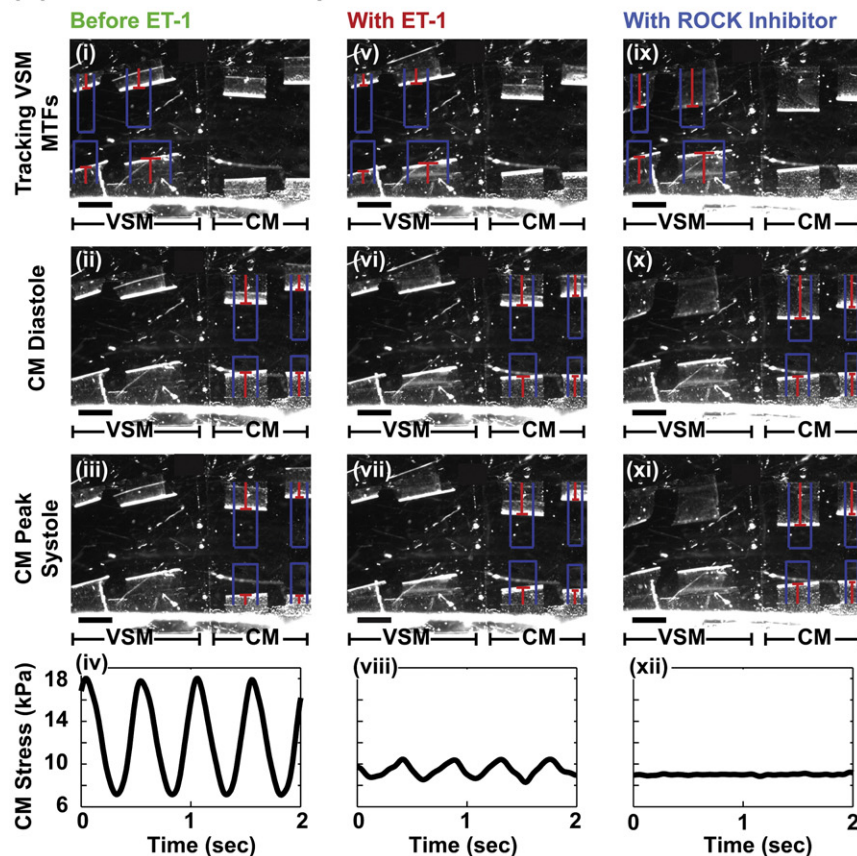 Before ET-1
With ET-1
With ROCK Inhibitor
Tracking VSM
MTFs
(i)
(v)
(ix)
VSM
CM
VSM
CM
VSM
CM
CM Diastole
(ii)
(vi)
(x)
VSM
CM
VSM
CM
VSM
CM
CM Peak
Systole
(iii)
(vii)
(xi)
VSM
CM
VSM
CM
VSM
CM
CM Stress (kPa)
18
14
10
6
(iv)
(viii)
(xii)
0 1 2
0 1 2
0 1 2
Time (sec)
Time (sec)
Time (sec)